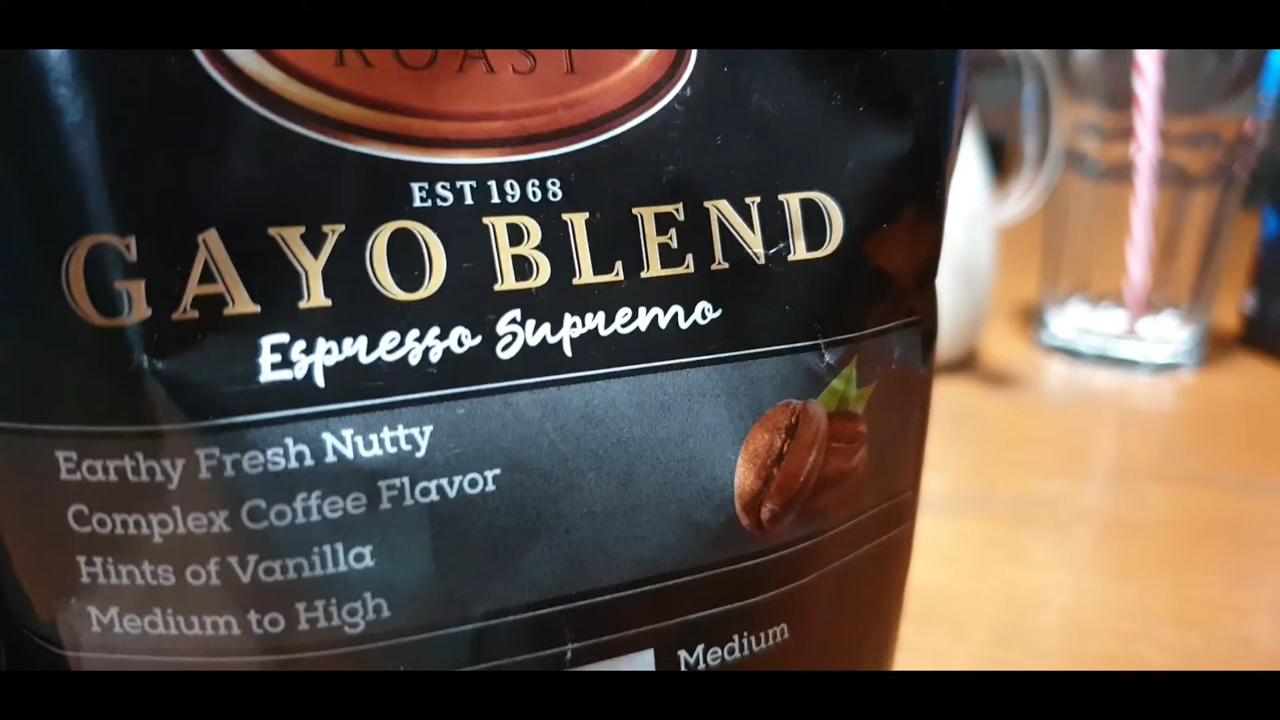 ROAST
EST 1968
GAYO BLEND
Espresso Supremo
Earthy Fresh Nutty
Complex Coffee Flavor
Hints of Vanilla
Medium to High
Medium